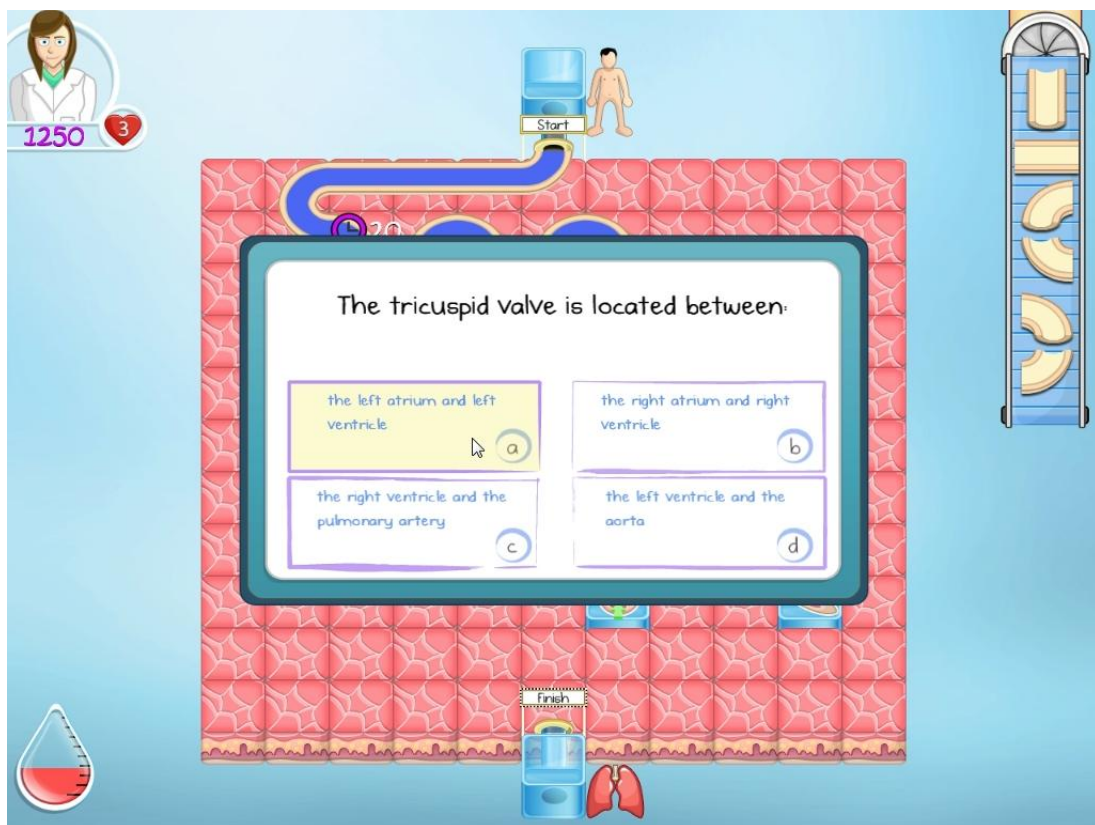 1250
3
Start
20
The tricuspid valve is located between:
the left atrium and left
ventricle
a
the right atrium and right
ventricle
b
the right ventricle and the
pulmonary artery
c
the left ventricle and the
aorta
d
Finish